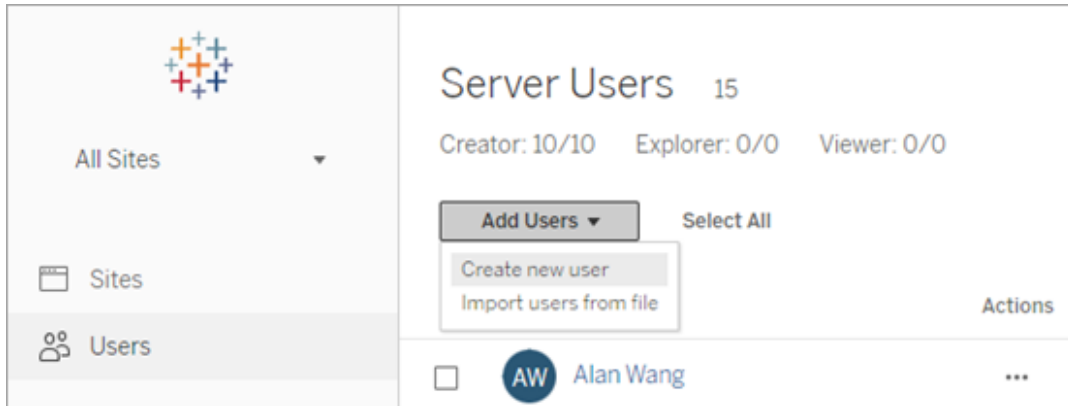 Server Users 15
Creator: 10/10 Explorer: 0/0 Viewer: 0/0
All Sites
Add Users Select All
Create new user
Import users from file
Sites
Actions
Users
AW Alan Wang